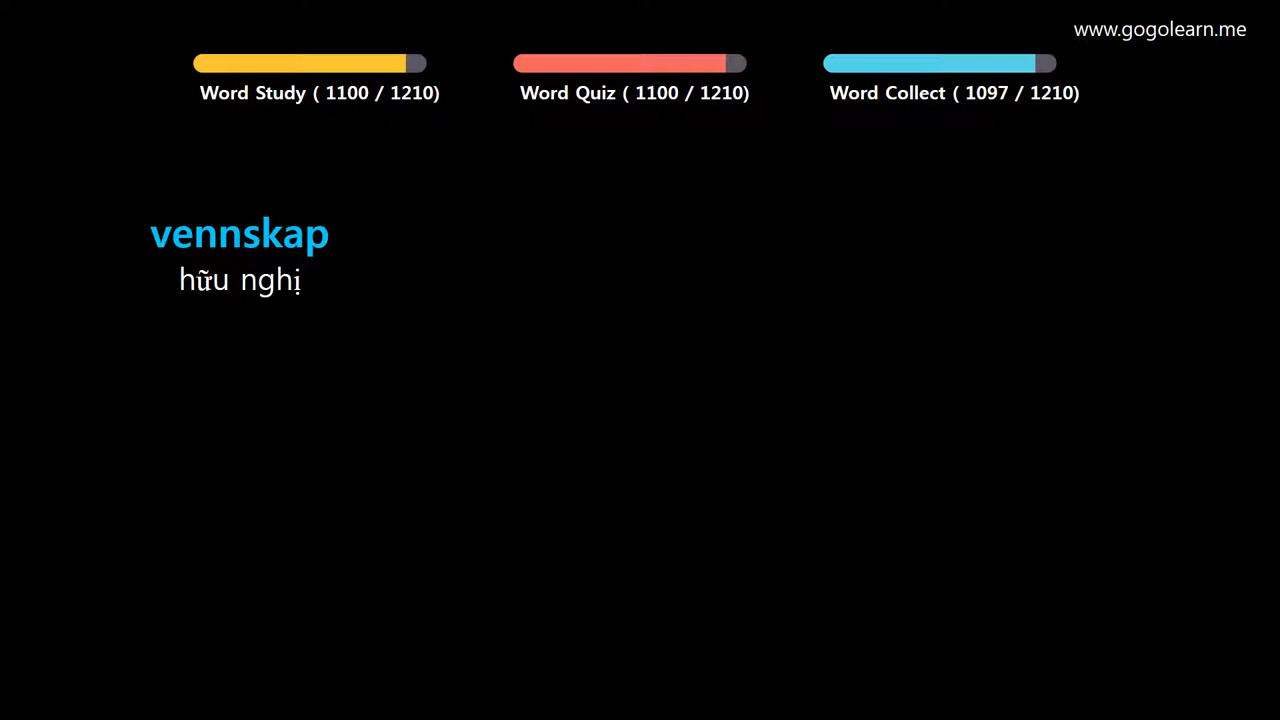 www.gogolearn.me
Word Study ( 1100 / 1210)
Word Quiz ( 1100 / 1210)
Word Collect ( 1097 / 1210)
vennskap
hữu nghị